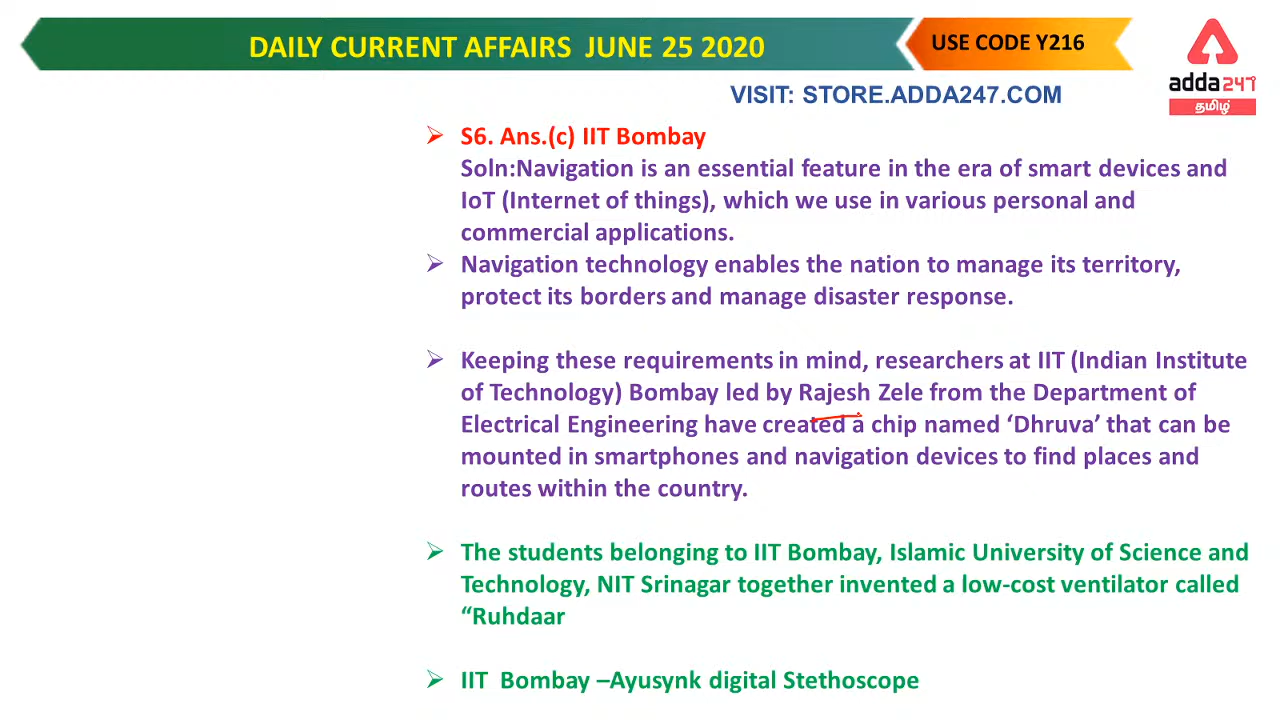 DAILY CURRENT AFFAIRS  JUNE 25 2020
USE CODE Y216
adda247
தமிழ்
VISIT: STORE.ADDA247.COM
S6. Ans.(c) IIT Bombay
Soln:Navigation is an essential feature in the era of smart devices and
IoT (Internet of things), which we use in various personal and
commercial applications.
Navigation technology enables the nation to manage its territory,
protect its borders and manage disaster response.
Keeping these requirements in mind, researchers at IIT (Indian Institute
of Technology) Bombay led by Rajesh Zele from the Department of
Electrical Engineering have created a chip named ‘Dhruva’ that can be
mounted in smartphones and navigation devices to find places and
routes within the country.
The students belonging to IIT Bombay, Islamic University of Science and
Technology, NIT Srinagar together invented a low-cost ventilator called
“Ruhdaar
IIT  Bombay –Ayusynk digital Stethoscope